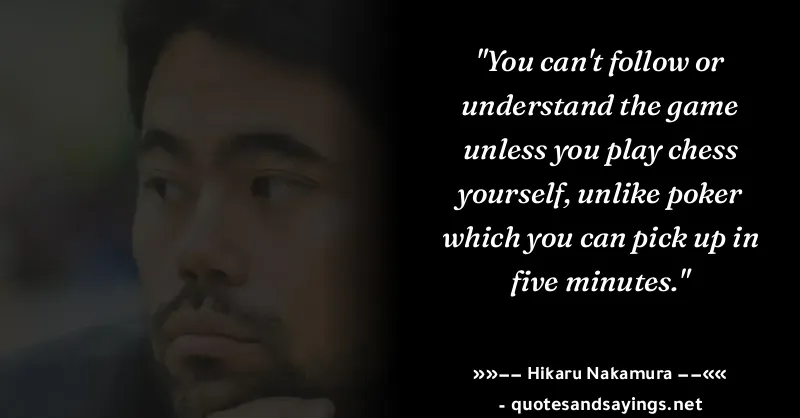 "You can't follow or
understand the game
unless you play chess
yourself, unlike poker
which you can pick up in
five minutes."
»»−− Hikaru Nakamura −−««
- quotesandsayings.net